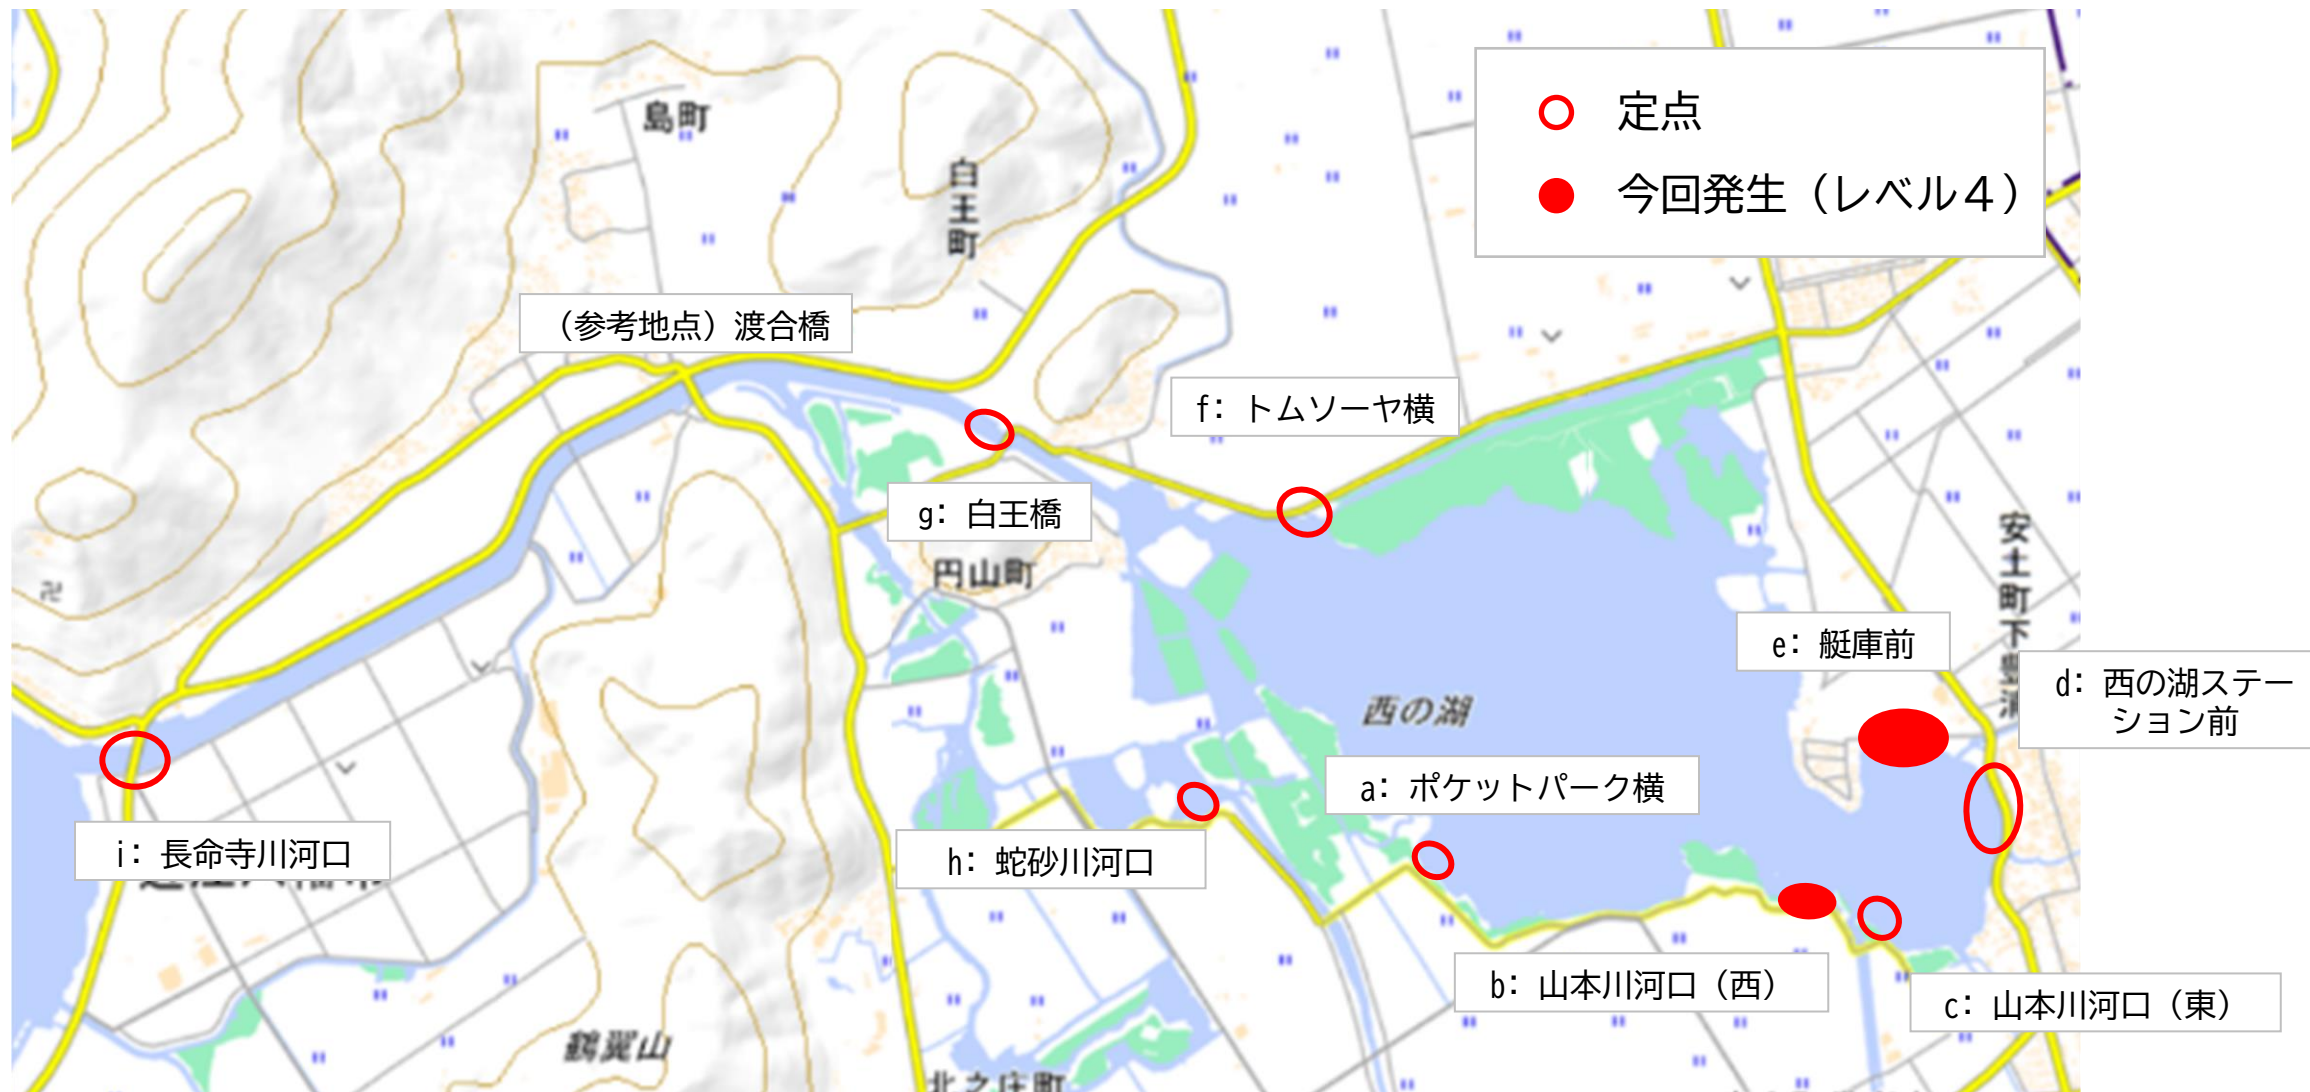 島町
白王町
定点
今回発生（レベル４）
（参考地点）渡合橋
f: トムソーヤ横
g: 白王橋
円山町
e: 艇庫前
d: 西の湖ステー
ション前
西の湖
a: ポケットパーク横
i: 長命寺川河口
h: 蛇砂川河口
b: 山本川河口（西）
c: 山本川河口（東）
鶴翼山
北之庄町
安土町下